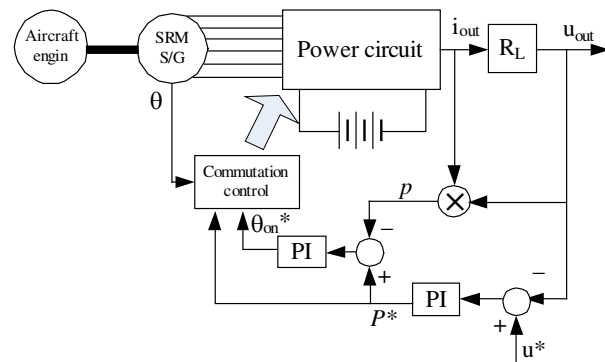 Aircraft
engin
SRM
S/G
Power circuit
i_out
R_L
u_out
θ
Commutation
control
p
θ_on*
PI
−
+
P*
PI
−
+
u*